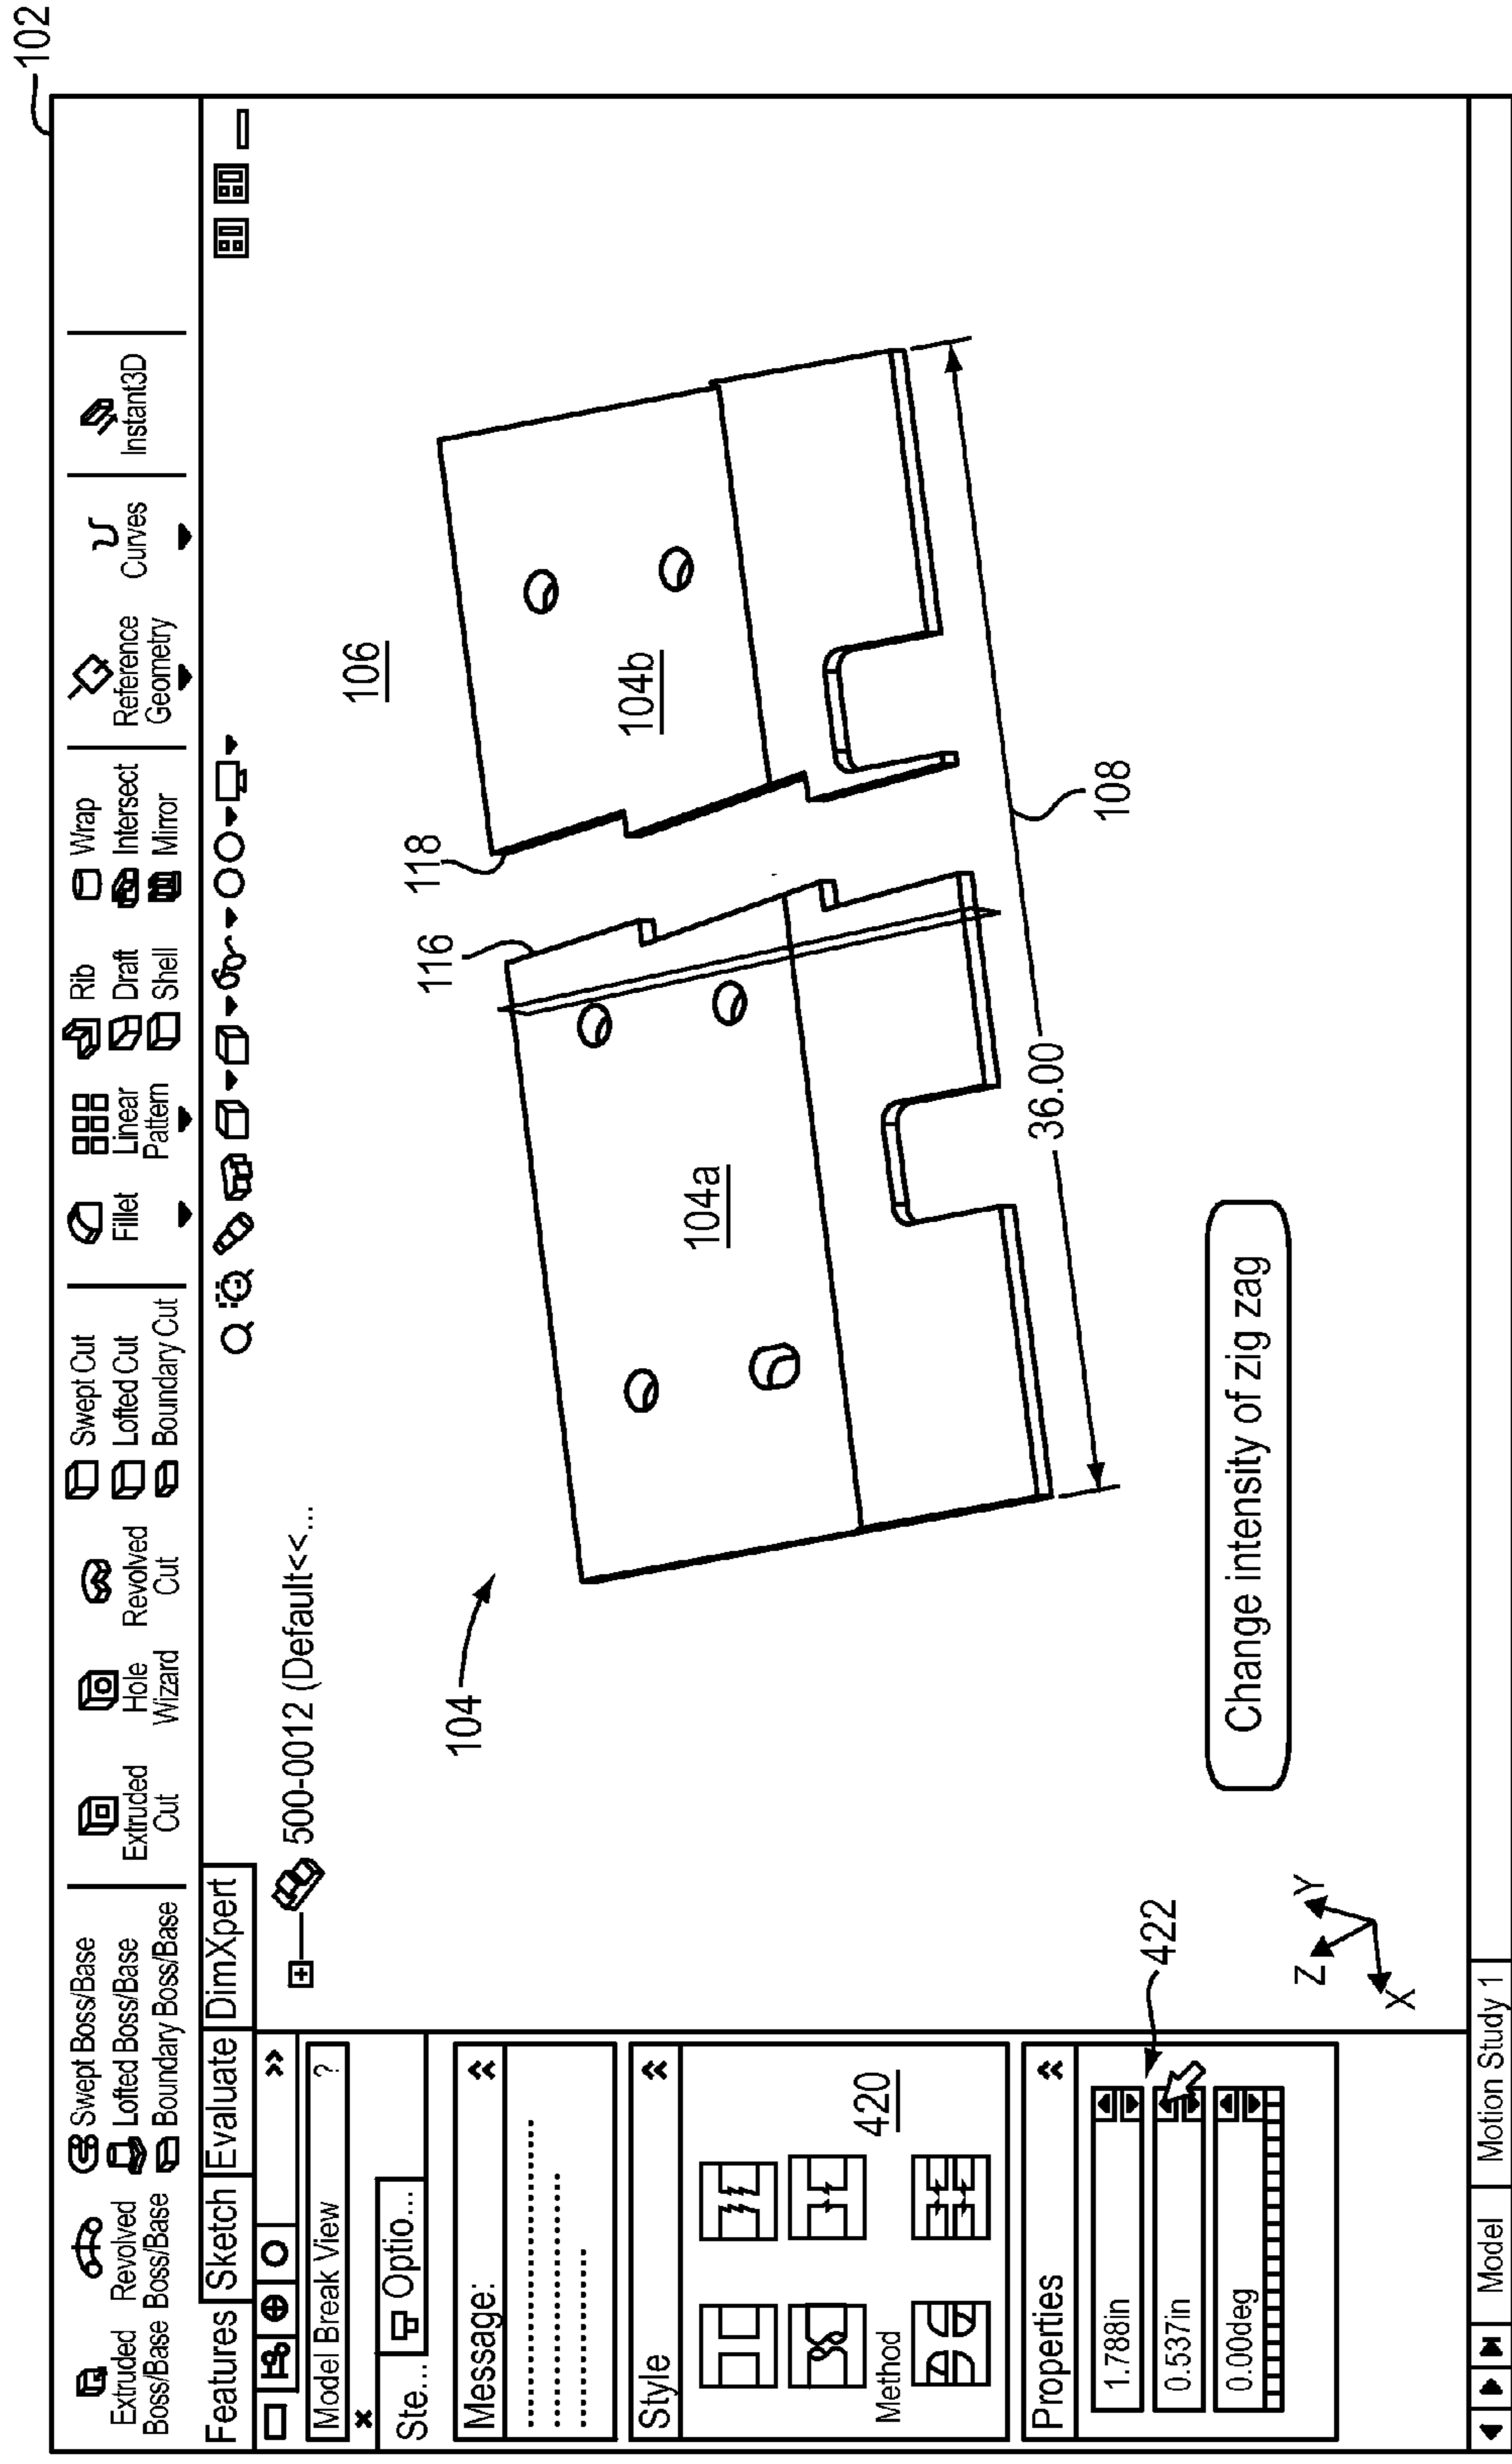 102
Extruded Boss/Base
Revolved Boss/Base
Swept Boss/Base
Lofted Boss/Base
Boundary Boss/Base
Extruded Cut
Hole Wizard
Revolved Cut
Swept Cut
Lofted Cut
Boundary Cut
Fillet
Linear Pattern
Rib
Draft
Shell
Wrap
Intersect
Mirror
Reference Geometry
Curves
Instant3D
Features
Sketch
Evaluate
DimXpert
>>
Model Break View ?
Ste...
Optio...
Message:
Style
420
Method
Properties
1.788in
0.537in
0.00deg
422
500-0012 (Default<<...
104
106
116
118
104a
104b
36.00
108
Change intensity of zig zag
Z
Y
X
Model
Motion Study 1